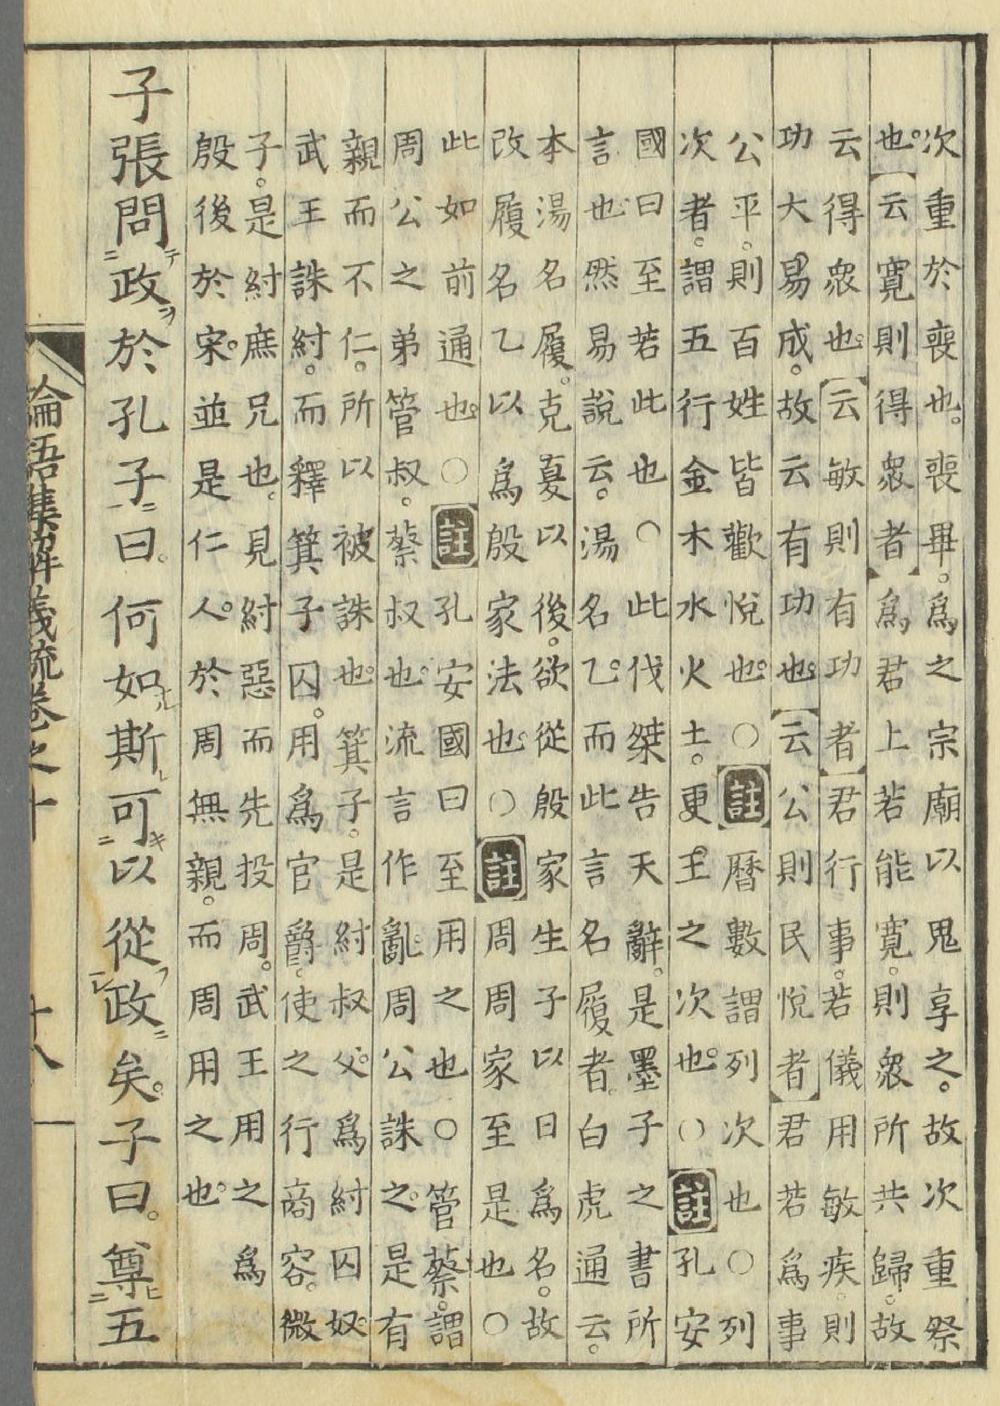 次重於喪也。喪畢。爲之宗廟以鬼享之。故次重祭
也。【云寬則得衆者】爲君上若能寬。則衆所共歸。故
云得衆也。【云敏則有功者】君行事。若儀用敏疾。則
功大易成。故云有功也。【云公則民悅者】君若爲事
公平。則百姓皆歡悅也。○註曆數謂列次也○列
次者。謂五行金木水火土。更王之次也。○註孔安
國曰至若此也○此伐桀告天辭。是墨子之書所
言也。然易說云。湯名乙。而此言名履者。白虎通云。
本湯名履。克夏以後。欲從殷家生子以日爲名。故
改履名乙以爲殷家法也。○註周周家至是也○
此如前通也。○註孔安國曰至用之也○管蔡。謂
周公之弟管叔。蔡叔也。流言作亂。周公誅之。是有
親而不仁。所以被誅也。箕子。是紂叔父。爲紂囚奴。
武王誅紂。而釋箕子囚。用爲官爵。使之行商容。微
子。是紂庶兄也。見紂惡而先投周。武王用之爲
殷後於宋。並是仁人。於周無親。而周用之也。
子張問政於孔子曰。何如斯可以從政矣。子曰。尊五
論語集解義疏卷之十 十八